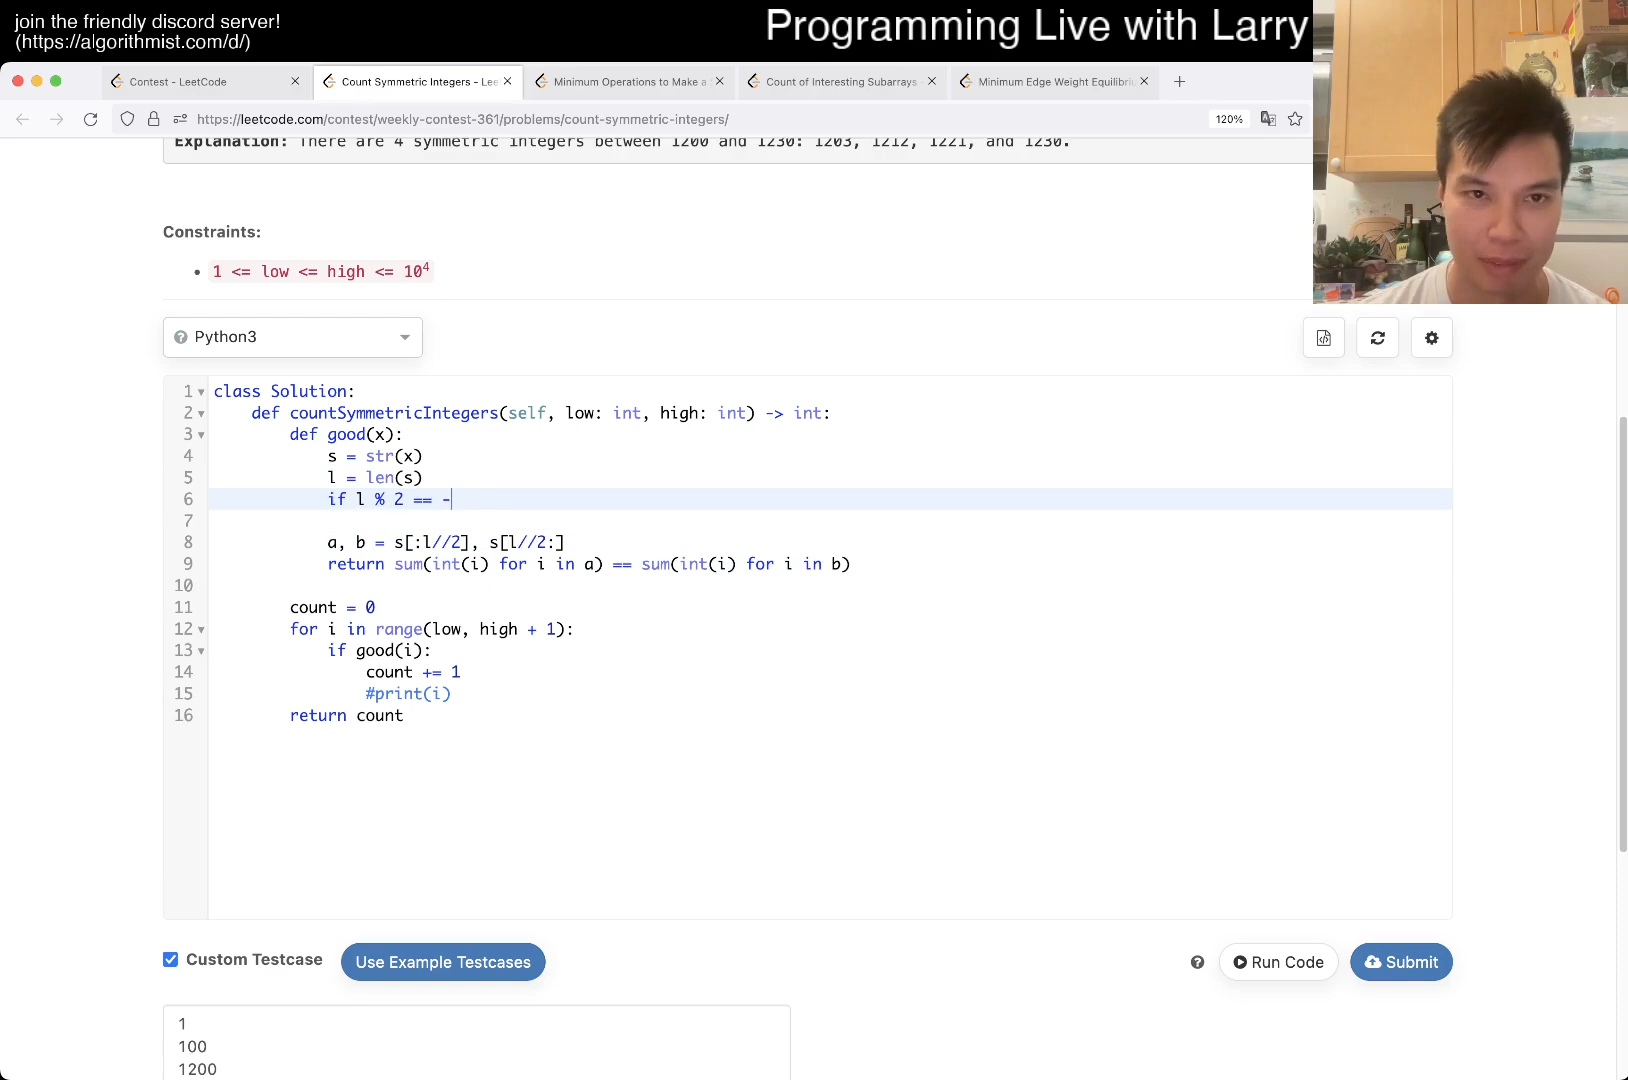 join the friendly discord server!
(https://algorithmist.com/d/)
Programming Live with Larry
Contest - LeetCode
Count Symmetric Integers - Lee
Minimum Operations to Make a
Count of Interesting Subarrays -
Minimum Edge Weight Equilibriu
https://leetcode.com/contest/weekly-contest-361/problems/count-symmetric-integers/
120%
Explanation: There are 4 symmetric integers between 1200 and 1230: 1203, 1212, 1221, and 1230.
Constraints:
• 1 <= low <= high <= 10⁴
Python3
1 class Solution:
2     def countSymmetricIntegers(self, low: int, high: int) -> int:
3         def good(x):
4             s = str(x)
5             l = len(s)
6             if l % 2 == -
7
8             a, b = s[:l//2], s[l//2:]
9             return sum(int(i) for i in a) == sum(int(i) for i in b)
10
11         count = 0
12         for i in range(low, high + 1):
13             if good(i):
14                 count += 1
15                 #print(i)
16         return count
Custom Testcase
Use Example Testcases
Run Code
Submit
1
100
1200